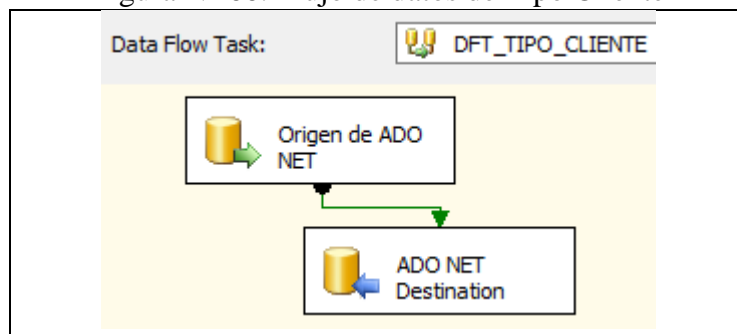 Data Flow Task:
DFT_TIPO_CLIENTE
Origen de ADO
NET
ADO NET
Destination